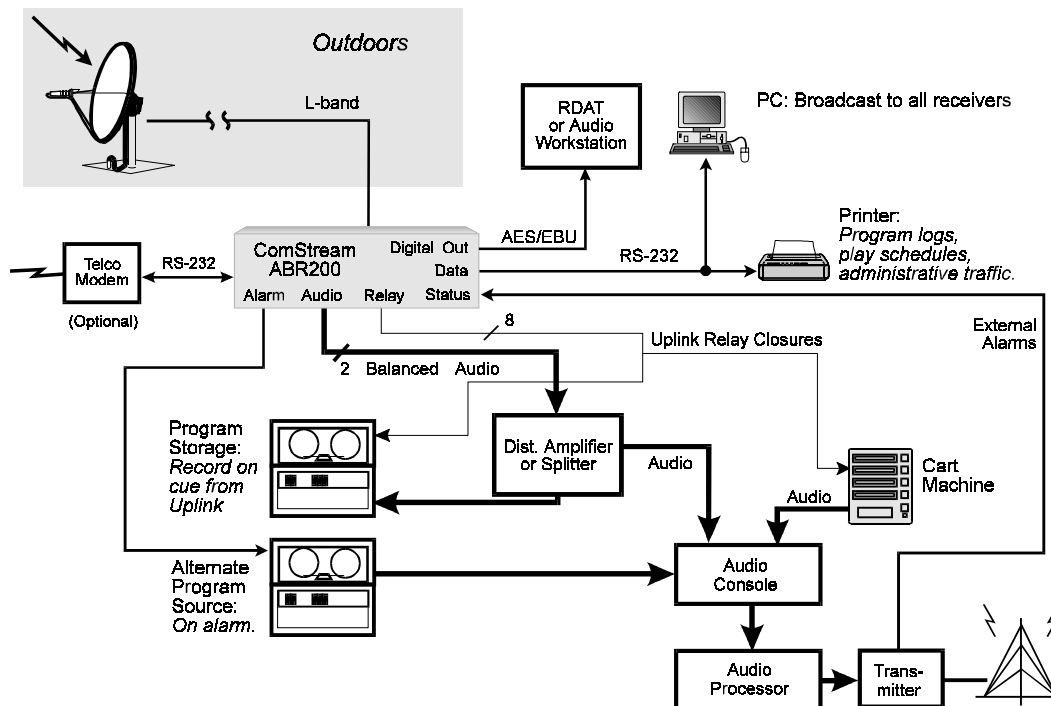 Outdoors
L-band
RDAT
or Audio
Workstation
PC: Broadcast to all receivers
AES/EBU
RS-232
Printer:
Program logs,
play schedules,
administrative traffic.
Telco
Modem
(Optional)
RS-232
ComStream
ABR200
Digital Out
Data
Status
Alarm Audio Relay
External
Alarms
8
Uplink Relay Closures
2 Balanced Audio
Program
Storage:
Record on
cue from
Uplink
Dist. Amplifier
or Splitter
Audio
Cart
Machine
Audio
Alternate
Program
Source:
On alarm.
Audio
Console
Audio
Processor
Trans-
mitter